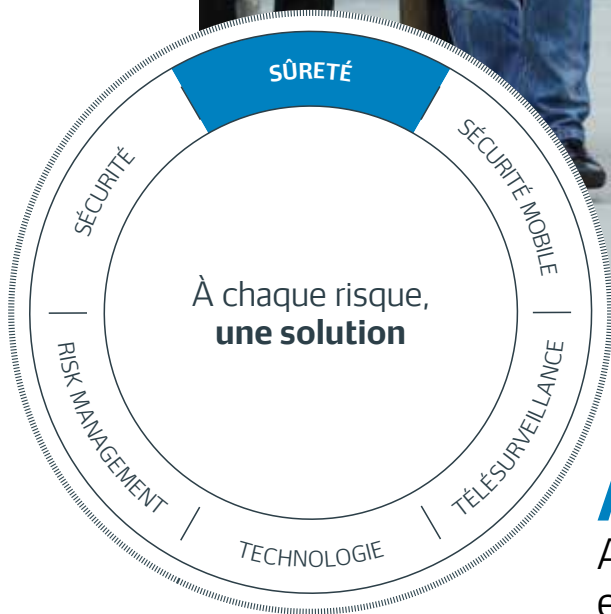 SÛRETÉ
SÉCURITÉ MOBILE
TÉLÉSURVEILLANCE
TECHNOLOGIE
RISK MANAGEMENT
SÉCURITÉ
À chaque risque,
une solution